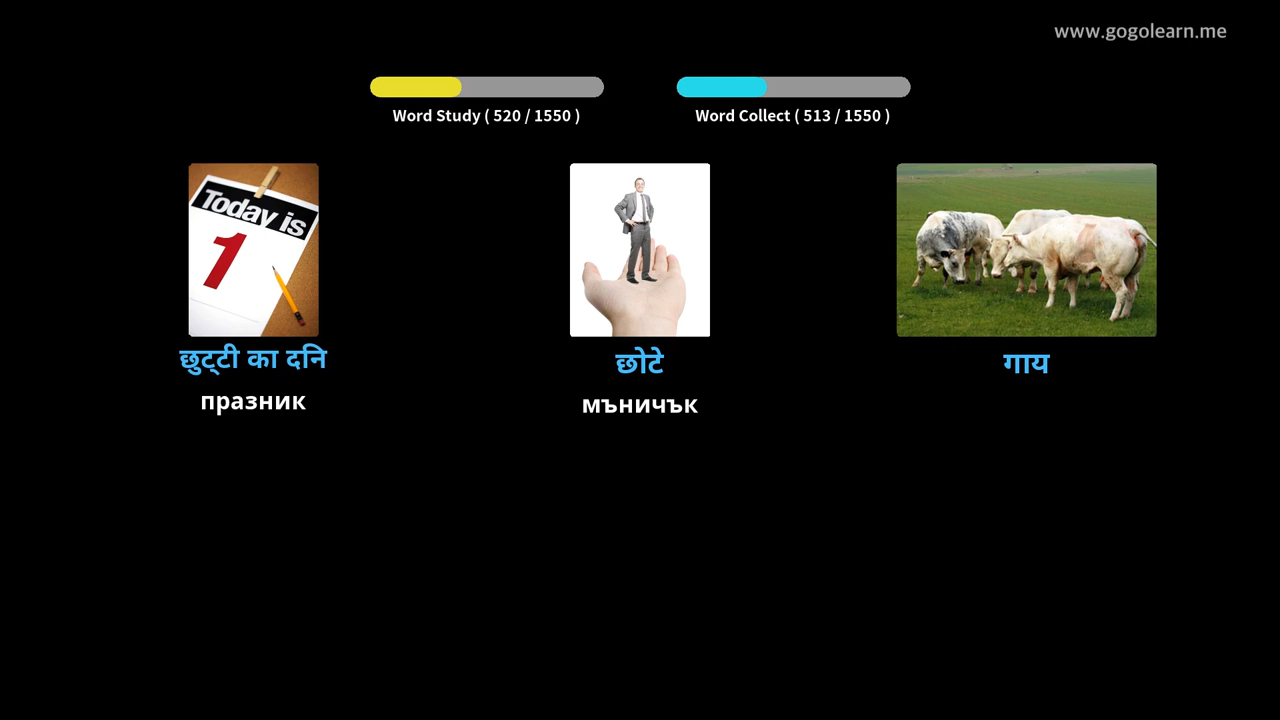 www.gogolearn.me
Word Study ( 520 / 1550 )
Word Collect ( 513 / 1550 )
Today is
1
छुट्टी का दनि
छोटे
गाय
празник
мъничък